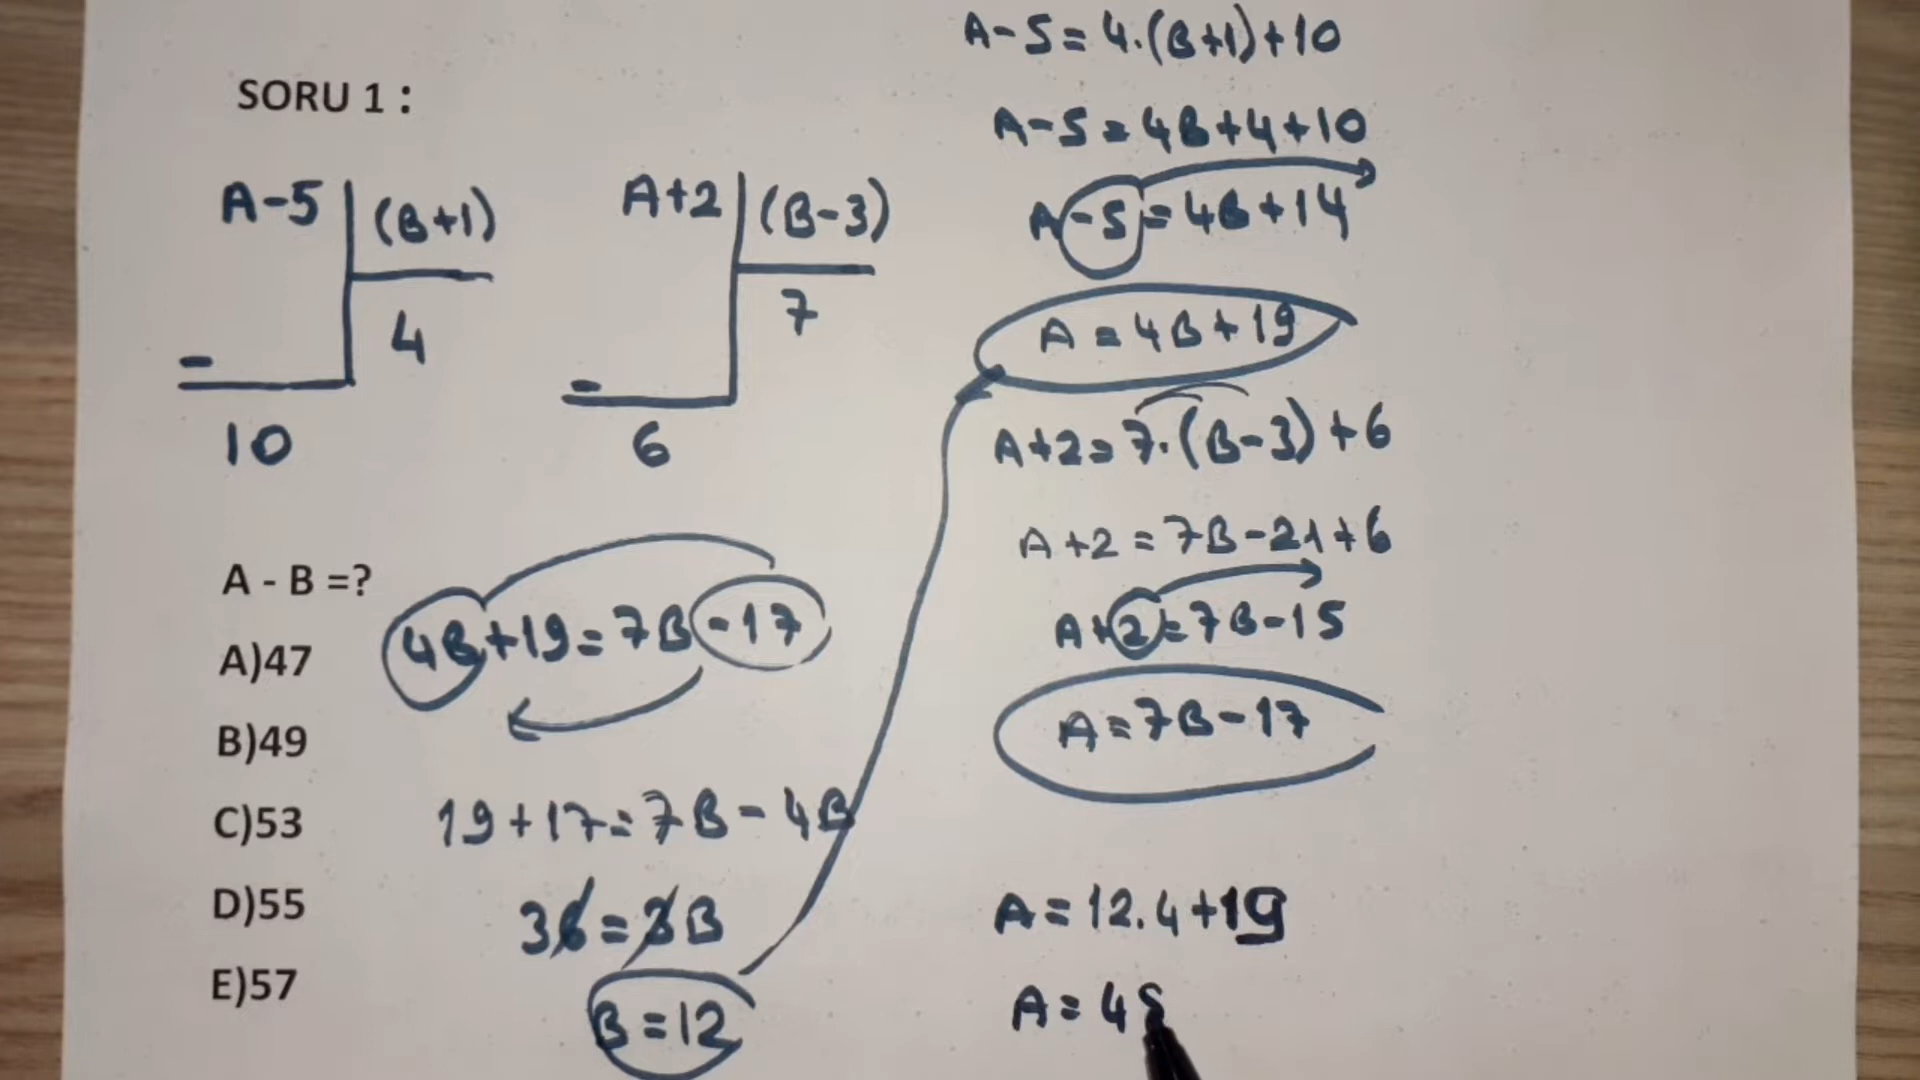 SORU 1 :
A-5 (B+1)
4
10
A+2 (B-3)
7
6
A - B =?
A)47
B)49
C)53
D)55
E)57
4B+19=7B-17
19+17=7B-4B
36=3B
B=12
A-5=4.(B+1)+10
A-5=4B+4+10
A-5=4B+14
A=4B+19
A+2=7.(B-3)+6
A+2=7B-21+6
A+2=7B-15
A=7B-17
A=12.4+19
A=48